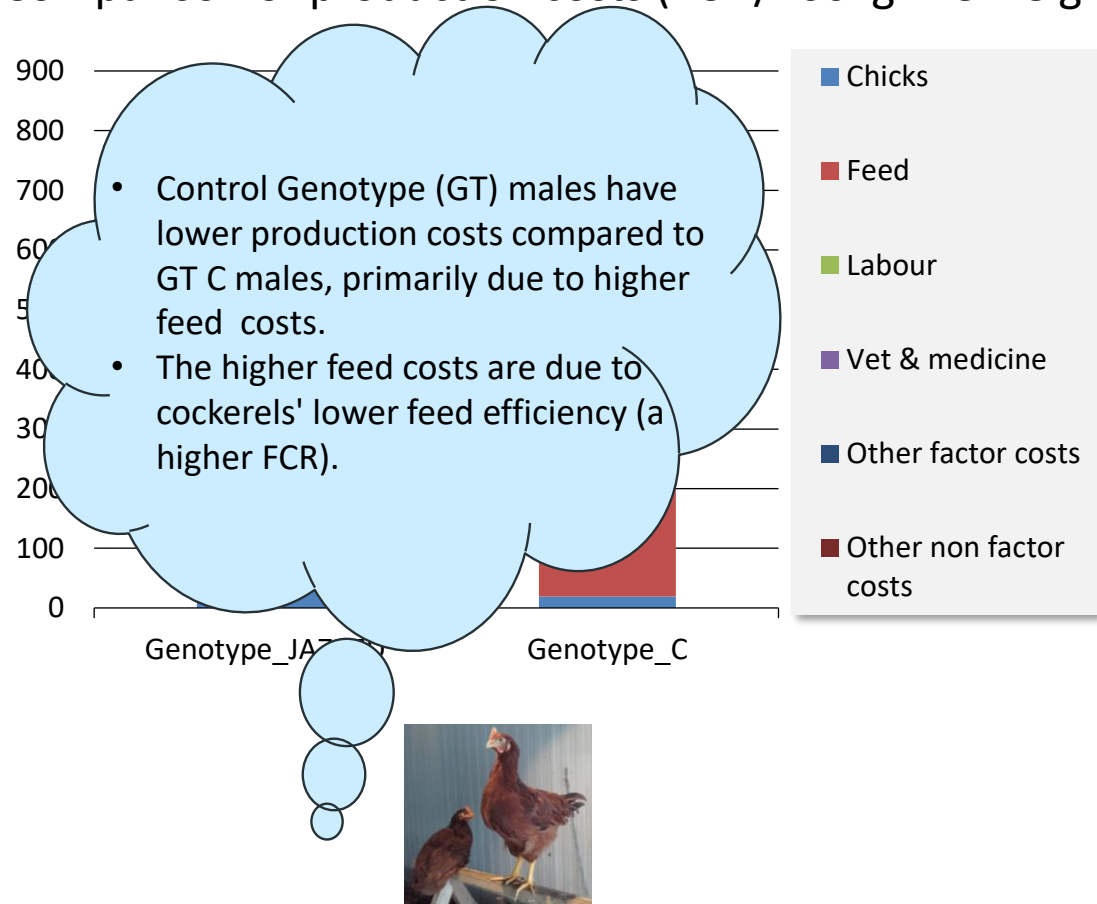 900
800
700
200
100
0
• Control Genotype (GT) males have
lower production costs compared to
GT C males, primarily due to higher
feed costs.
• The higher feed costs are due to
cockerels' lower feed efficiency (a
higher FCR).
Genotype_C
Chicks
Feed
Labour
Vet & medicine
Other factor costs
Other non factor
costs